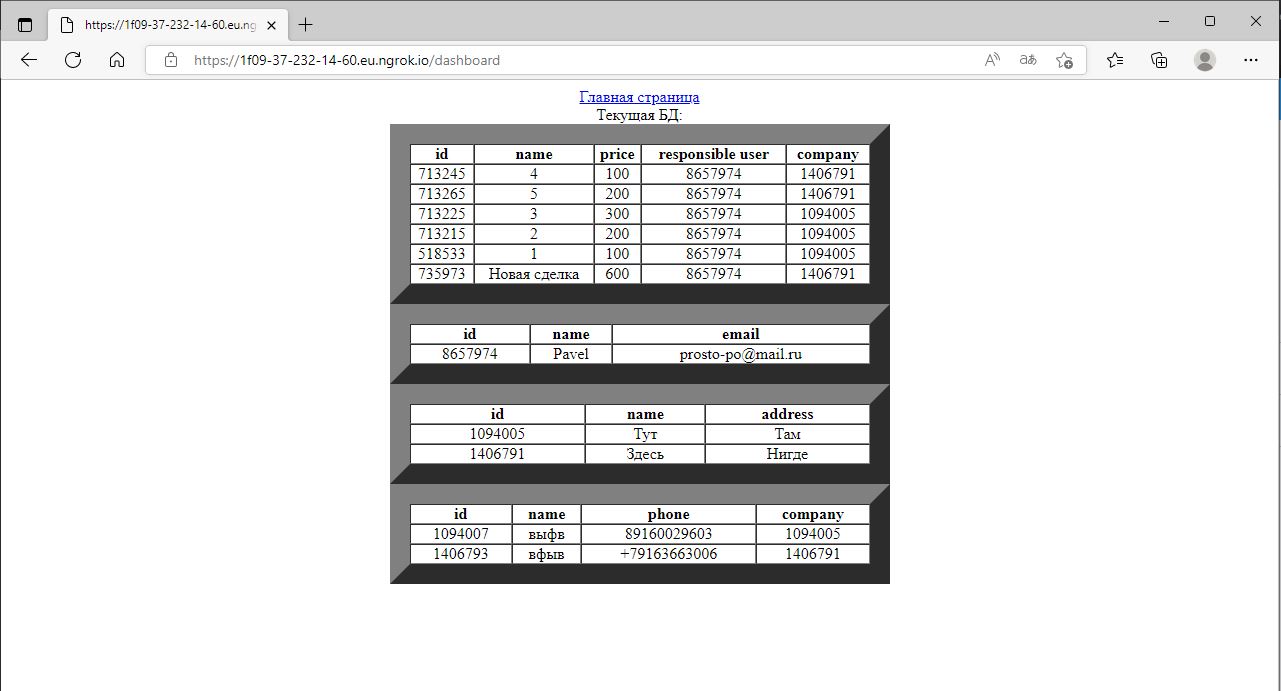 https://1f09-37-232-14-60.eu.ng
https://1f09-37-232-14-60.eu.ngrok.io/dashboard
Главная страница
Текущая БД:
id name price responsible user company
713245 4 100 8657974 1406791
713265 5 200 8657974 1406791
713225 3 300 8657974 1094005
713215 2 200 8657974 1094005
518533 1 100 8657974 1094005
735973 Новая сделка 600 8657974 1406791
id name email
8657974 Pavel prosto-po@mail.ru
id name address
1094005 Тут Там
1406791 Здесь Нигде
id name phone company
1094007 выфв 89160029603 1094005
1406793 вфыв +79163663006 1406791